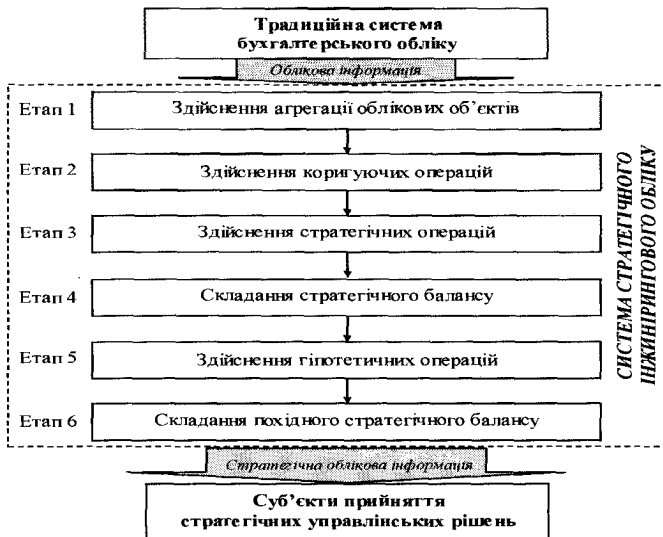 Традиційна система
бухгалтерського обліку
Облікова інформація
Етап 1
Здійснення агрегації облікових об’єктів
Етап 2
Здійснення коригуючих операцій
Етап 3
Здійснення стратегічних операцій
Етап 4
Складання стратегічного балансу
Етап 5
Здійснення гіпотетичних операцій
Етап 6
Складання похідного стратегічного балансу
СИСТЕМА СТРАТЕГІЧНОГО
ІНЖИНІРИНГОВОГО ОБЛІКУ
Стратегічна облікова інформація
Суб’єкти прийняття
стратегічних управлінських рішень